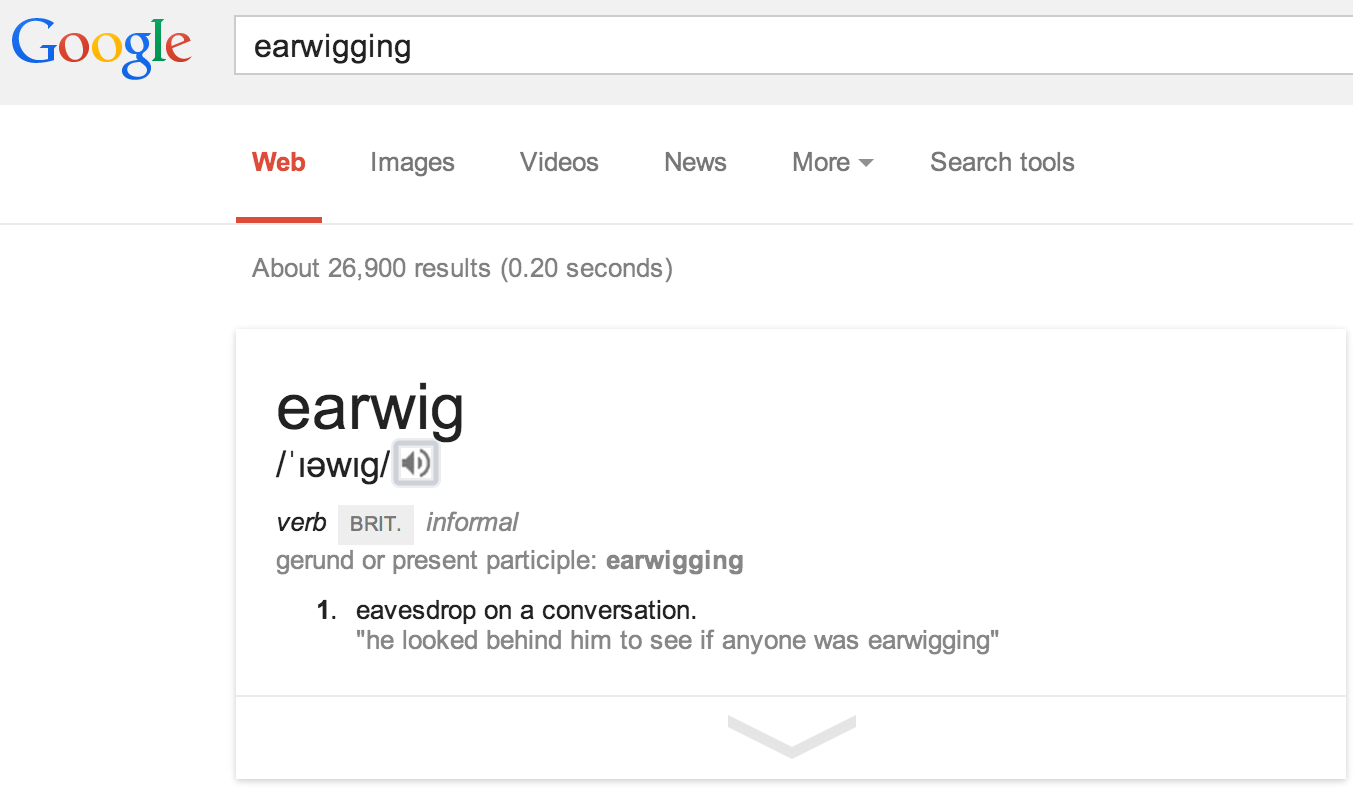 Google earwigging
Web Images Videos News More Search tools
About 26,900 results (0.20 seconds)
earwig
/ˈɪəwɪɡ/
verb BRIT. informal
gerund or present participle: earwigging
1. eavesdrop on a conversation.
"he looked behind him to see if anyone was earwigging"